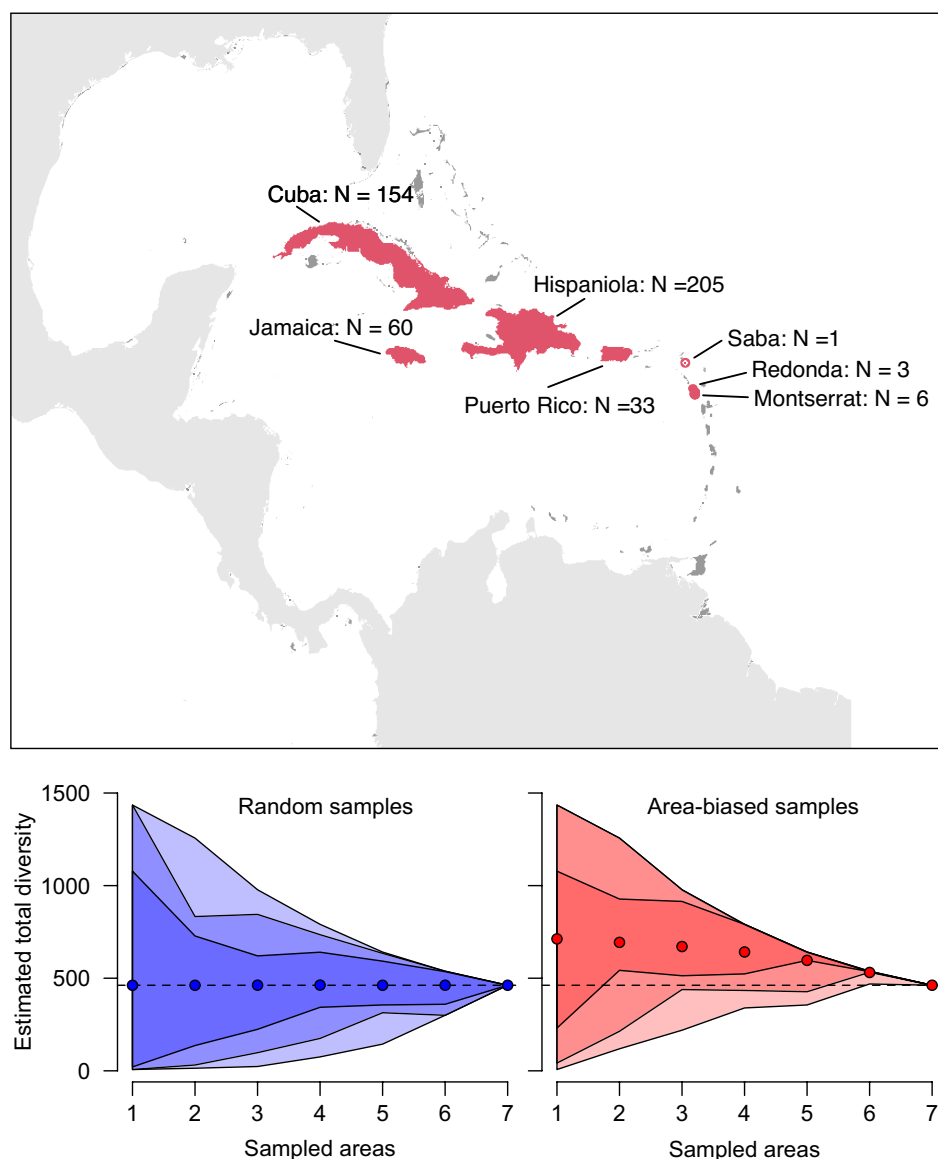 Cuba: N = 154
Hispaniola: N =205
Jamaica: N = 60
Saba: N =1
Redonda: N = 3
Puerto Rico: N =33
Montserrat: N = 6
1500
Random samples
Area-biased samples
1000
500
0
Estimated total diversity
1 2 3 4 5 6 7
1 2 3 4 5 6 7
Sampled areas
Sampled areas